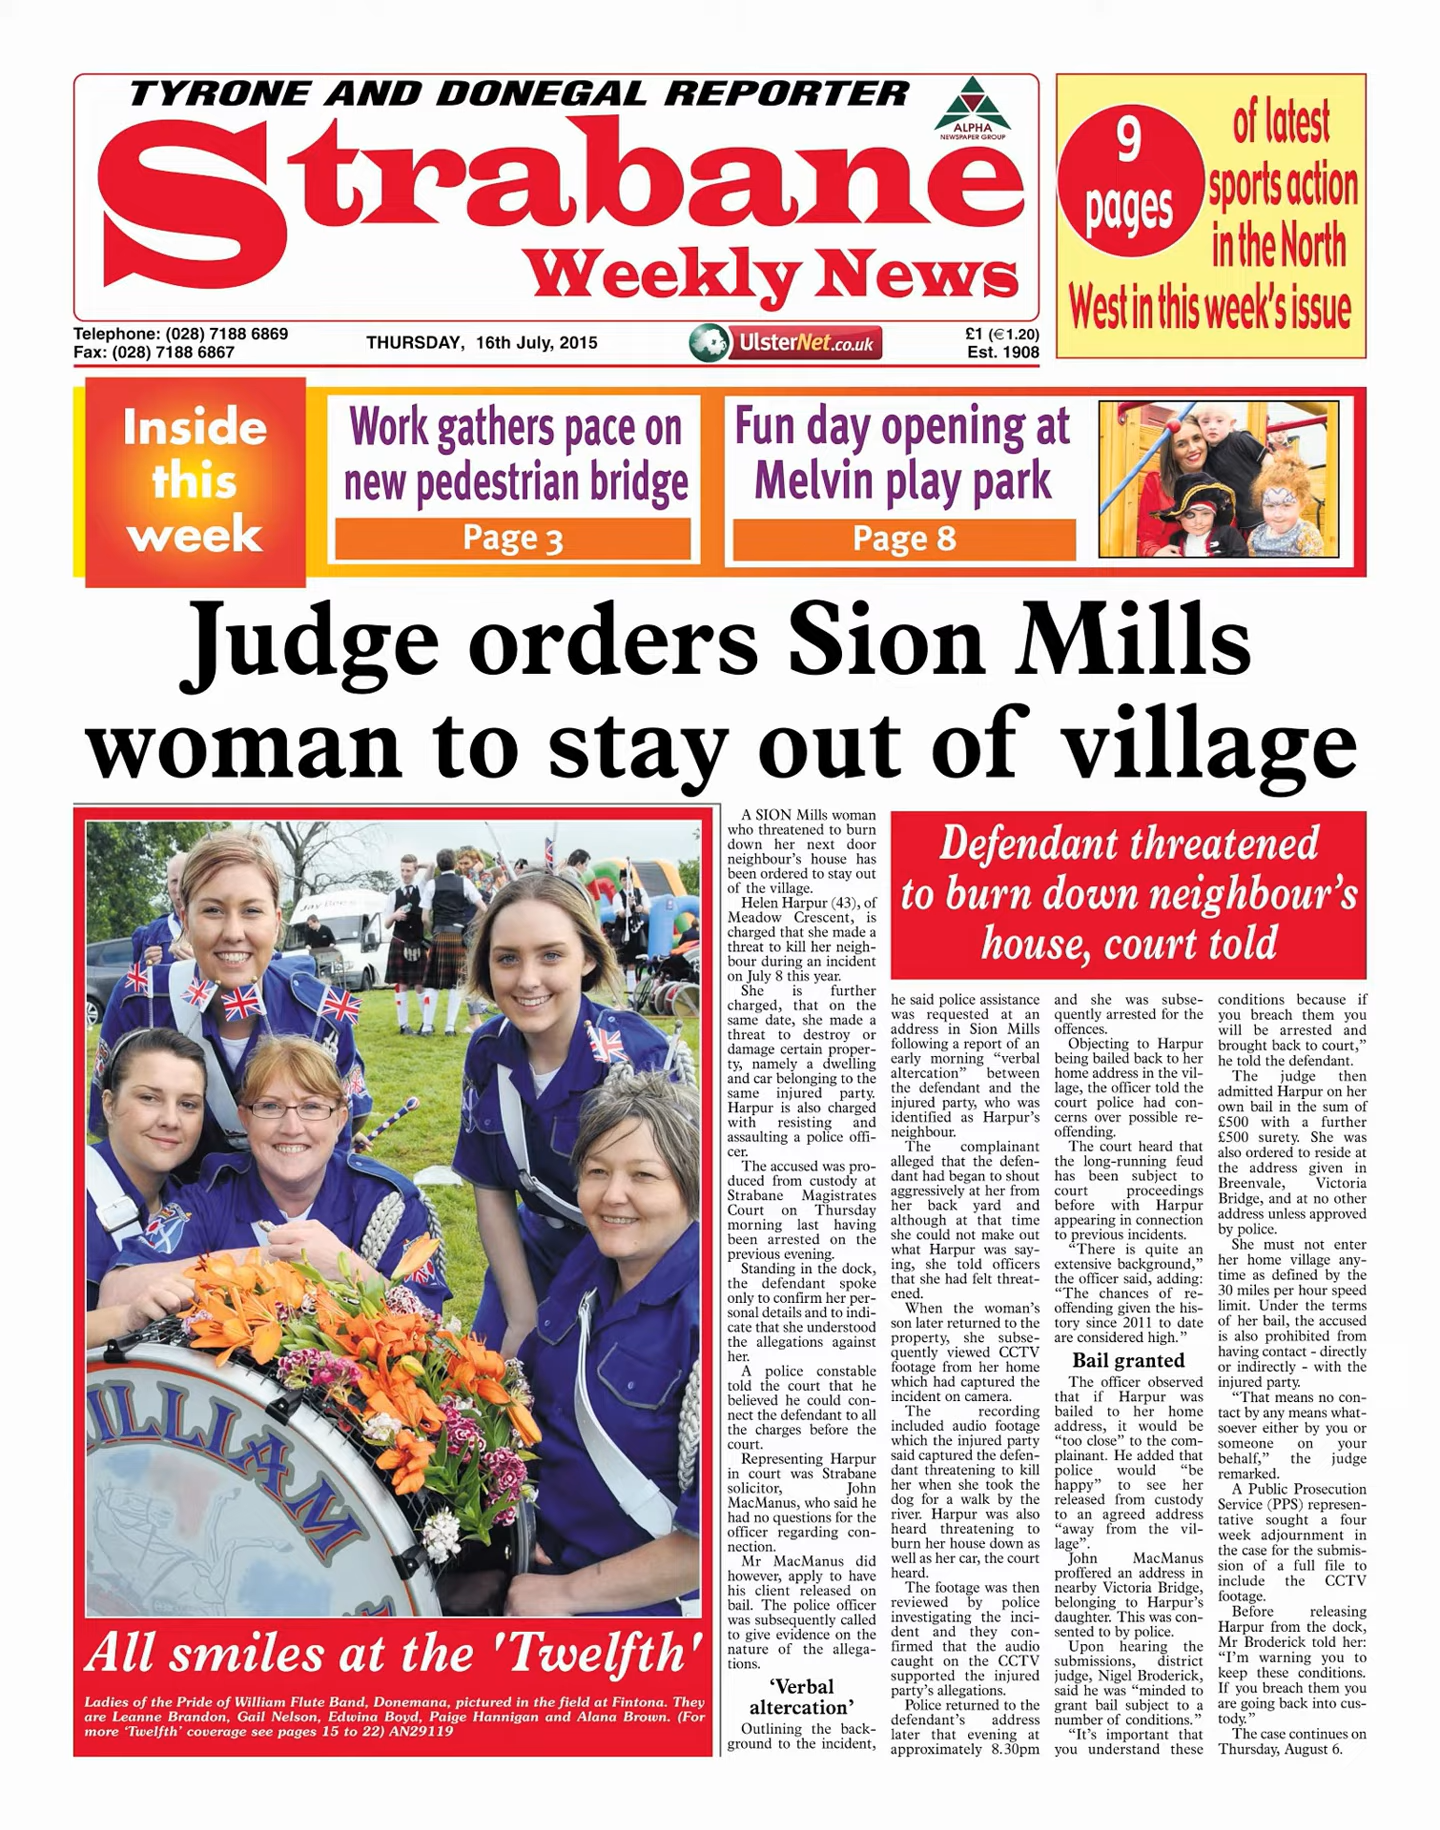 TYRONE AND DONEGAL REPORTER
ALPHA
NEWSPAPER GROUP
Strabane
Weekly News
9
pages
of latest
sports action
in the North
West in this week's issue
Telephone: (028) 7188 6869
Fax: (028) 7188 6867
THURSDAY, 16th July, 2015
UlsterNet.co.uk
£1 (€1.20)
Est. 1908
Inside
this
week
Work gathers pace on
new pedestrian bridge
Page 3
Fun day opening at
Melvin play park
Page 8
Judge orders Sion Mills
woman to stay out of village
WILLIAM
All smiles at the 'Twelfth'
Ladies of the Pride of William Flute Band, Donemana, pictured in the field at Fintona. They
are Leanne Brandon, Gail Nelson, Edwina Boyd, Paige Hannigan and Alana Brown. (For
more 'Twelfth' coverage see pages 15 to 22) AN29119
A SION Mills woman
who threatened to burn
down her next door
neighbour's house has
been ordered to stay out
of the village.
Helen Harpur (43), of
Meadow Crescent, is
charged that she made a
threat to kill her neigh-
bour during an incident
on July 8 this year.
She is further
charged, that on the
same date, she made a
threat to destroy or
damage certain proper-
ty, namely a dwelling
and car belonging to the
same injured party.
Harpur is also charged
with resisting and
assaulting a police offi-
cer.
The accused was pro-
duced from custody at
Strabane Magistrates
Court on Thursday
morning last having
been arrested on the
previous evening.
Standing in the dock,
the defendant spoke
only to confirm her per-
sonal details and to indi-
cate that she understood
the allegations against
her.
A police constable
told the court that he
believed he could con-
nect the defendant to all
the charges before the
court.
Representing Harpur
in court was Strabane
solicitor, John
MacManus, who said he
had no questions for the
officer regarding con-
nection.
Mr MacManus did
however, apply to have
his client released on
bail. The police officer
was subsequently called
to give evidence on the
nature of the allega-
tions.
'Verbal
altercation'
Outlining the back-
ground to the incident,
Defendant threatened
to burn down neighbour's
house, court told
he said police assistance
was requested at an
address in Sion Mills
following a report of an
early morning "verbal
altercation" between
the defendant and the
injured party, who was
identified as Harpur's
neighbour.
The complainant
alleged that the defen-
dant had began to shout
aggressively at her from
her back yard and
although at that time
she could not make out
what Harpur was say-
ing, she told officers
that she had felt threat-
ened.
When the woman's
son later returned to the
property, she subse-
quently viewed CCTV
footage from her home
which had captured the
incident on camera.
The recording
included audio footage
which the injured party
said captured the defen-
dant threatening to kill
her when she took the
dog for a walk by the
river. Harpur was also
heard threatening to
burn her house down as
well as her car, the court
heard.
The footage was then
reviewed by police
investigating the inci-
dent and they con-
firmed that the audio
caught on the CCTV
supported the injured
party's allegations.
Police returned to the
defendant's address
later that evening at
approximately 8.30pm
and she was subse-
quently arrested for the
offences.
Objecting to Harpur
being bailed back to her
home address in the vil-
lage, the officer told the
court police had con-
cerns over possible re-
offending.
The court heard that
the long-running feud
has been subject to
court proceedings
before with Harpur
appearing in connection
to previous incidents.
"There is quite an
extensive background,"
the officer said, adding:
"The chances of re-
offending given the his-
tory since 2011 to date
are considered high."
Bail granted
The officer observed
that if Harpur was
bailed to her home
address, it would be
"too close" to the com-
plainant. He added that
police would "be
happy" to see her
released from custody
to an agreed address
"away from the vil-
lage".
John MacManus
proffered an address in
nearby Victoria Bridge,
belonging to Harpur's
daughter. This was con-
sented to by police.
Upon hearing the
submissions, district
judge, Nigel Broderick,
said he was "minded to
grant bail subject to a
number of conditions."
"It's important that
you understand these
conditions because if
you breach them you
will be arrested and
brought back to court,"
he told the defendant.
The judge then
admitted Harpur on her
own bail in the sum of
£500 with a further
£500 surety. She was
also ordered to reside at
the address given in
Breenvale, Victoria
Bridge, and at no other
address unless approved
by police.
She must not enter
her home village any-
time as defined by the
30 miles per hour speed
limit. Under the terms
of her bail, the accused
is also prohibited from
having contact - directly
or indirectly - with the
injured party.
"That means no con-
tact by any means what-
soever either by you or
someone on your
behalf," the judge
remarked.
A Public Prosecution
Service (PPS) represen-
tative sought a four
week adjournment in
the case for the submis-
sion of a full file to
include the CCTV
footage.
Before releasing
Harpur from the dock,
Mr Broderick told her:
"I'm warning you to
keep these conditions.
If you breach them you
are going back into cus-
tody."
The case continues on
Thursday, August 6.